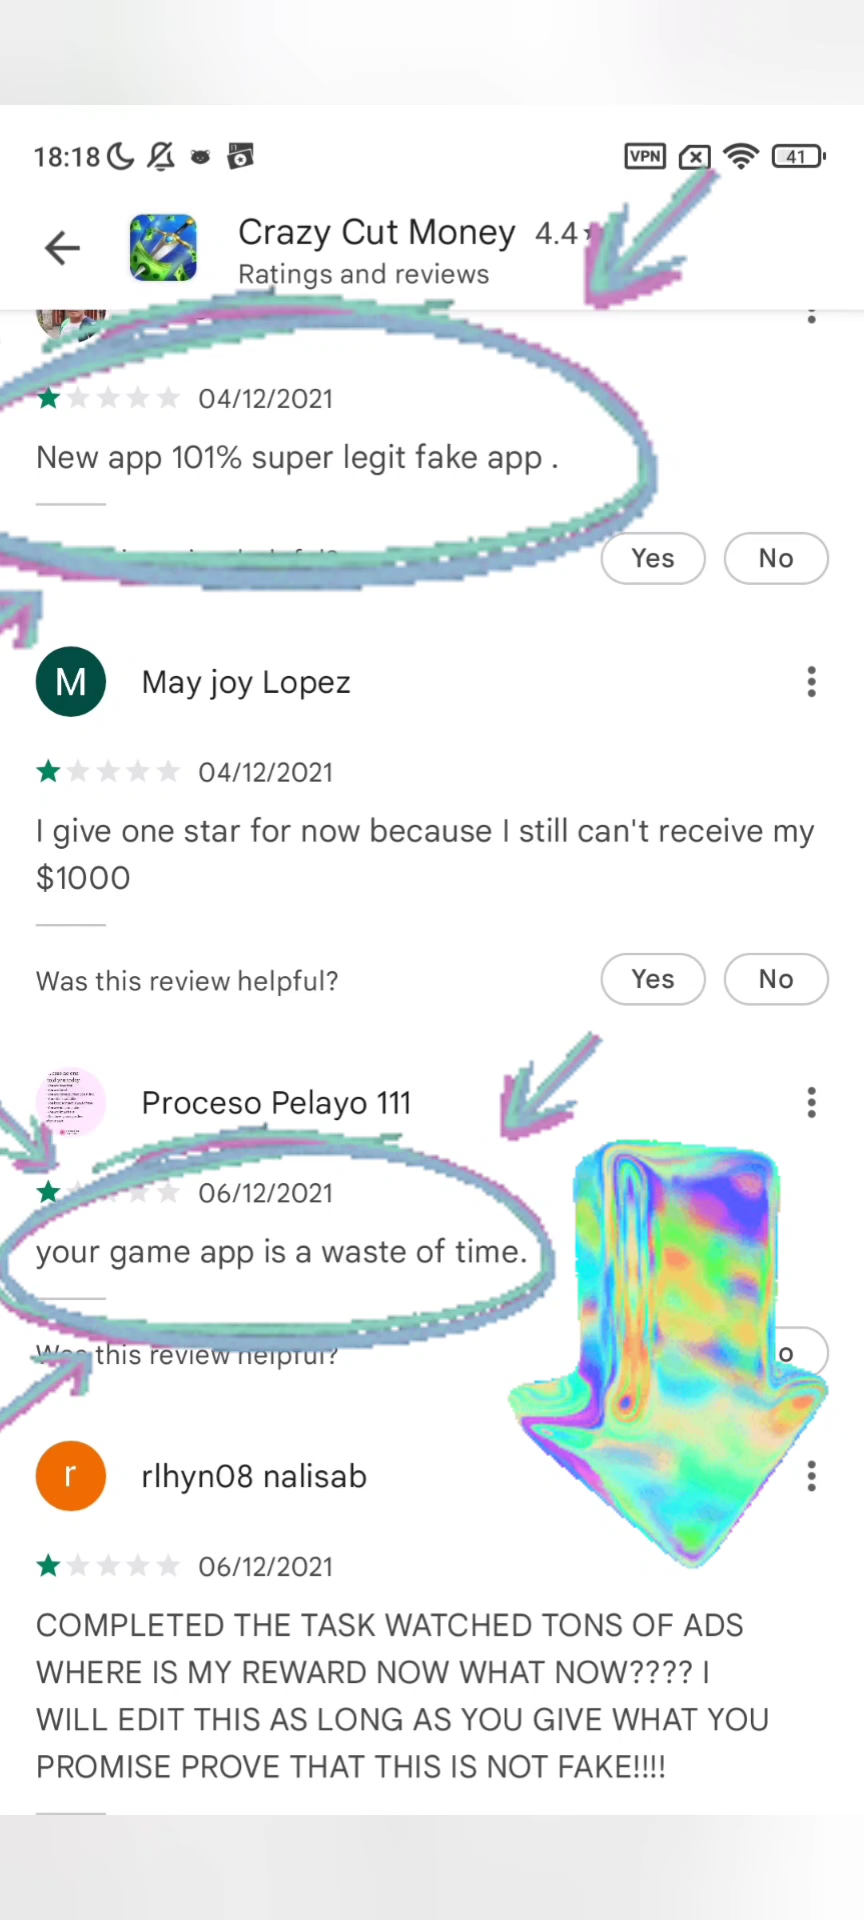 18:18
VPN
41
Crazy Cut Money 4.4
Ratings and reviews
04/12/2021
New app 101% super legit fake app .
Yes No
M May joy Lopez
04/12/2021
I give one star for now because I still can't receive my
$1000
Was this review helpful?
Yes No
Proceso Pelayo 111
06/12/2021
your game app is a waste of time.
Was this review helpful?
r rlhyn08 nalisab
06/12/2021
COMPLETED THE TASK WATCHED TONS OF ADS
WHERE IS MY REWARD NOW WHAT NOW???? I
WILL EDIT THIS AS LONG AS YOU GIVE WHAT YOU
PROMISE PROVE THAT THIS IS NOT FAKE!!!!